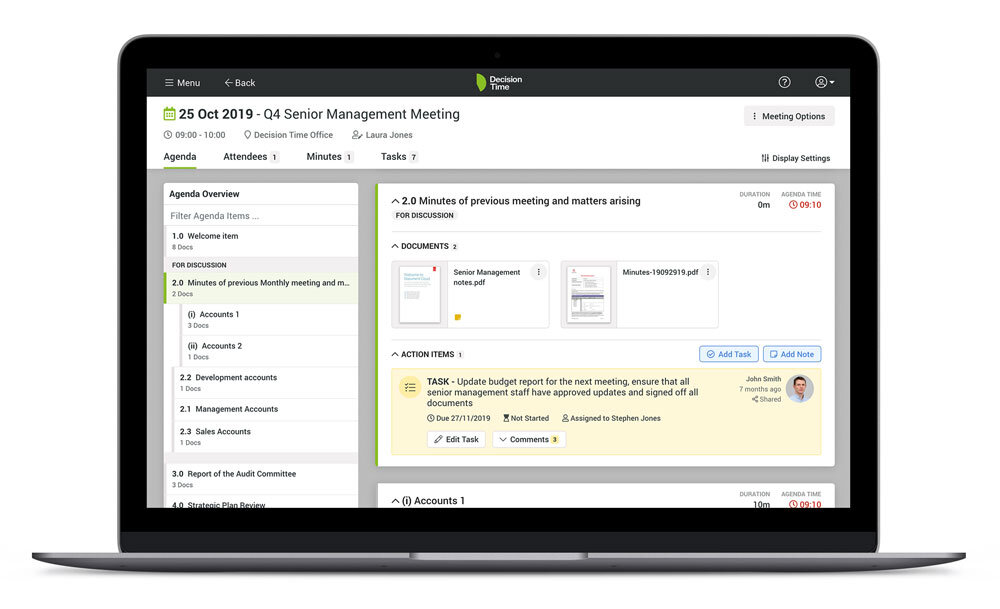 Menu
Back
Decision
Time
25 Oct 2019 - Q4 Senior Management Meeting
Meeting Options
09:00 - 10:00
Decision Time Office
Laura Jones
Agenda
Attendees 1
Minutes 1
Tasks 7
Display Settings
Agenda Overview
Filter Agenda Items ...
1.0 Welcome item
8 Docs
FOR DISCUSSION
2.0 Minutes of previous Monthly meeting and m...
2 Docs
(i) Accounts 1
3 Docs
(ii) Accounts 2
1 Docs
2.2 Development accounts
1 Docs
2.1 Management Accounts
2.3 Sales Accounts
1 Docs
3.0 Report of the Audit Committee
3 Docs
4.0 Strategic Plan Review
2.0 Minutes of previous meeting and matters arising
FOR DISCUSSION
DURATION
0m
AGENDA TIME
09:10
DOCUMENTS 2
Senior Management
notes.pdf
Minutes-19092919.pdf
ACTION ITEMS 1
Add Task
Add Note
TASK - Update budget report for the next meeting, ensure that all
senior management staff have approved updates and signed off all
documents
John Smith
7 months ago
Shared
Due 27/11/2019
Not Started
Assigned to Stephen Jones
Edit Task
Comments 3
(i) Accounts 1
DURATION
10m
AGENDA TIME
09:10